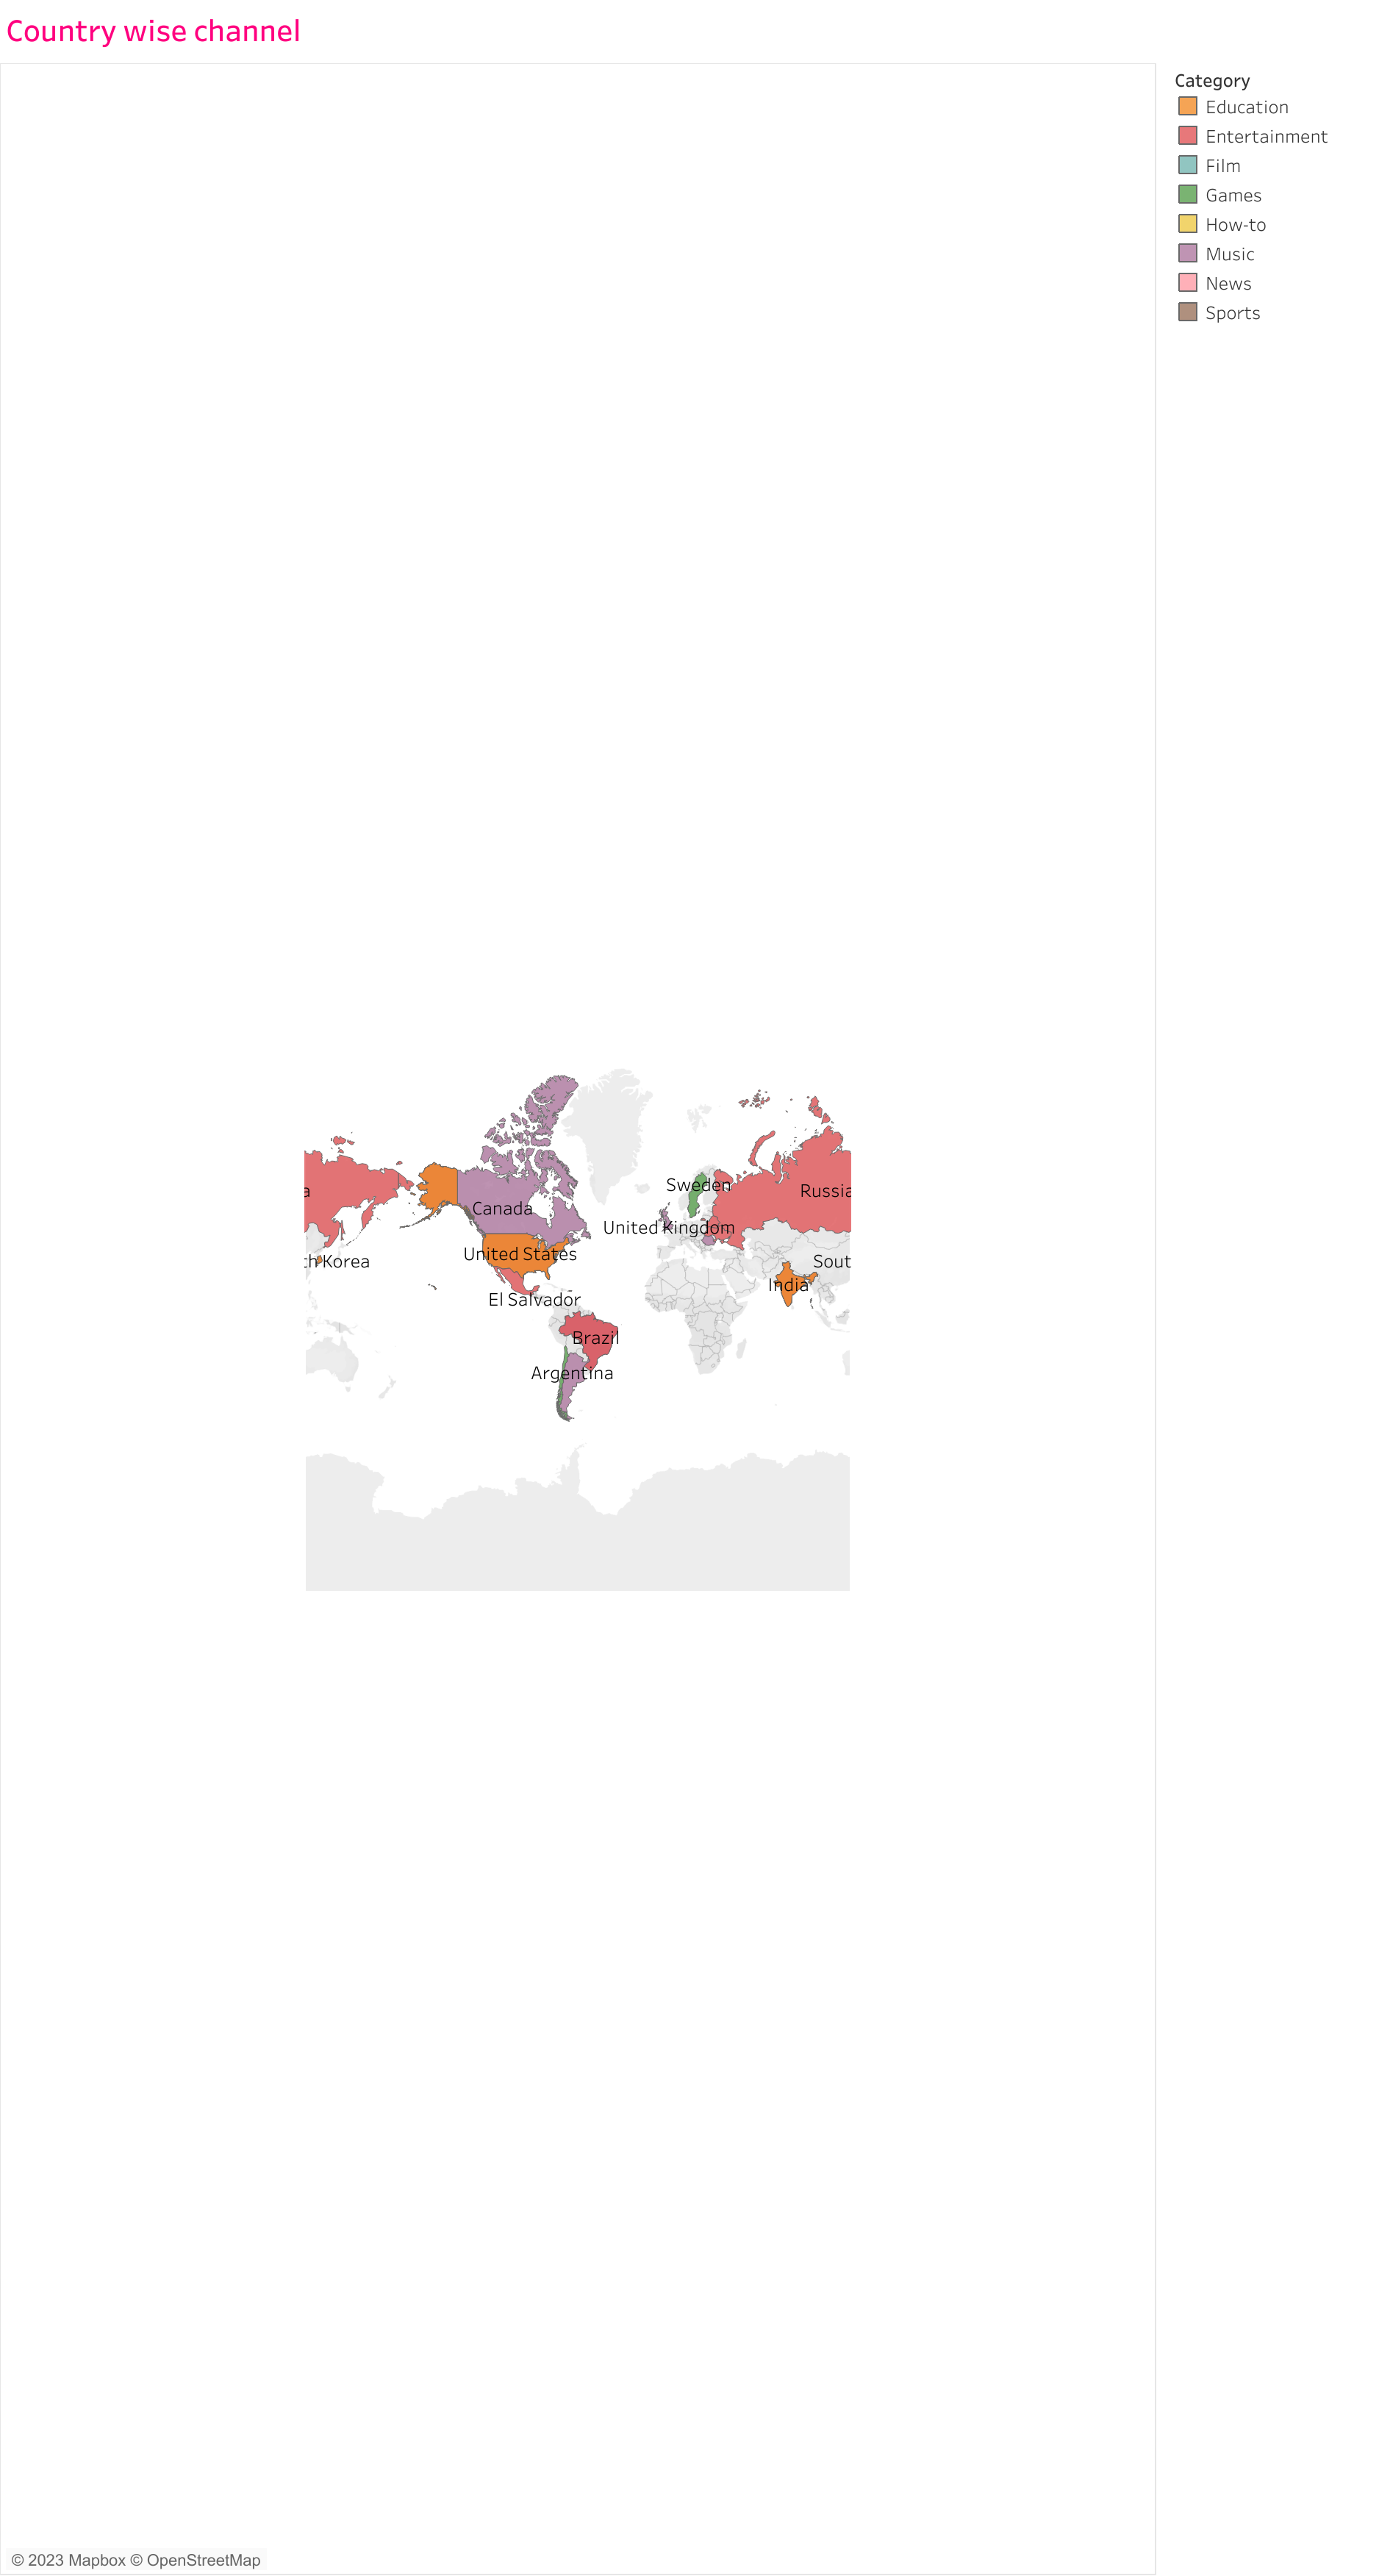 Country wise channel
Category
Education
Entertainment
Film
Games
How-to
Music
News
Sports
Sweden
a
Russia
Canada
United Kingdom
United States
th Korea
Sout
India
El Salvador
Brazil
Argentina
© 2023 Mapbox © OpenStreetMap